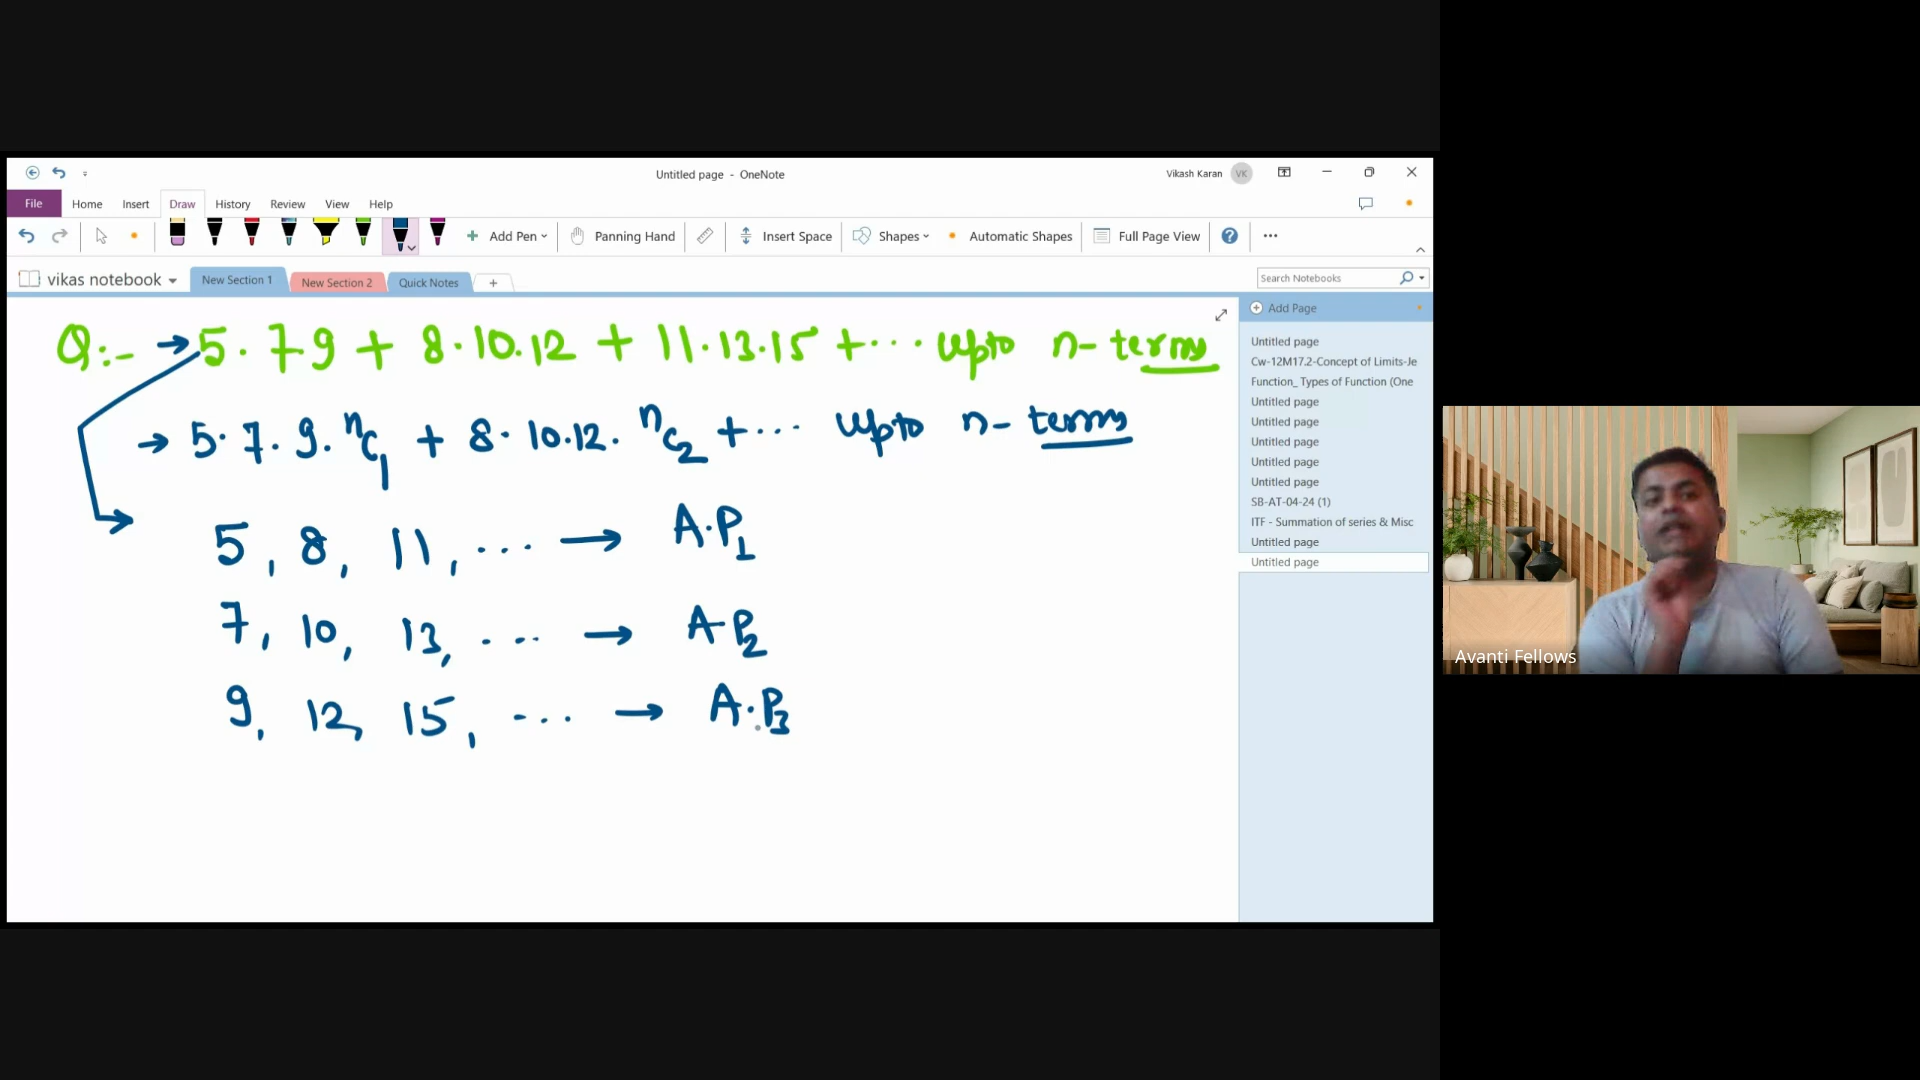 Untitled page - OneNote
Vikash Karan VK
File Home Insert Draw History Review View Help
Add Pen Panning Hand Insert Space Shapes Automatic Shapes Full Page View ? ...
vikas notebook New Section 1 New Section 2 Quick Notes + Search Notebooks
Q:- → 5·7·9 + 8·10·12 + 11·13·15 + ··· upto n-terms
→ 5·7·9·ⁿC₁ + 8·10·12·ⁿC₂ + ··· upto n-terms
5, 8, 11, ... → A.P₁
7, 10, 13, ... → A.P₂
9, 12, 15, ... → A.P₃
Add Page
Untitled page
Cw-12M17.2-Concept of Limits-Je
Function_ Types of Function (One
Untitled page
Untitled page
Untitled page
Untitled page
Untitled page
SB-AT-04-24 (1)
ITF - Summation of series & Misc
Untitled page
Untitled page
Avanti Fellows